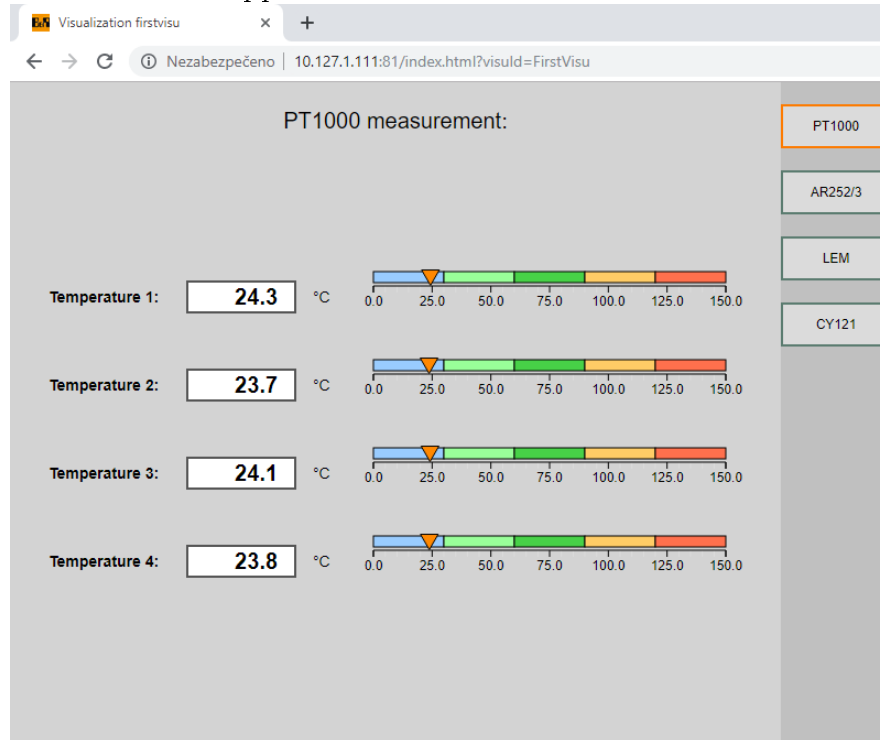 Visualization firstvisu
Nezabezpečeno | 10.127.1.111:81/index.html?visuId=FirstVisu
PT1000 measurement:
Temperature 1: 24.3 °C
0.0 25.0 50.0 75.0 100.0 125.0 150.0
Temperature 2: 23.7 °C
0.0 25.0 50.0 75.0 100.0 125.0 150.0
Temperature 3: 24.1 °C
0.0 25.0 50.0 75.0 100.0 125.0 150.0
Temperature 4: 23.8 °C
0.0 25.0 50.0 75.0 100.0 125.0 150.0
PT1000
AR252/3
LEM
CY121